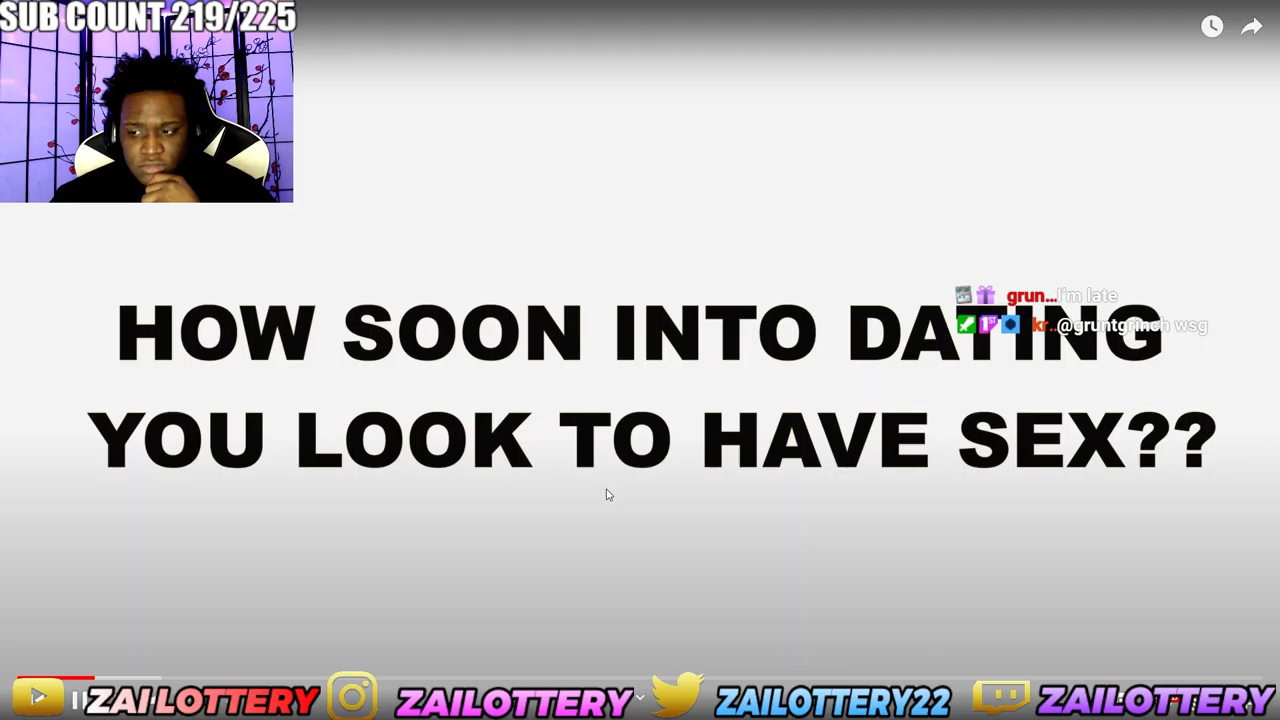 SUB COUNT 219/225
grun... I'm late
kr.. @gruntgrinch wsg
HOW SOON INTO DATING
YOU LOOK TO HAVE SEX??
ZAILOTTERY
ZAILOTTERY
ZAILOTTERY22
ZAILOTTERY